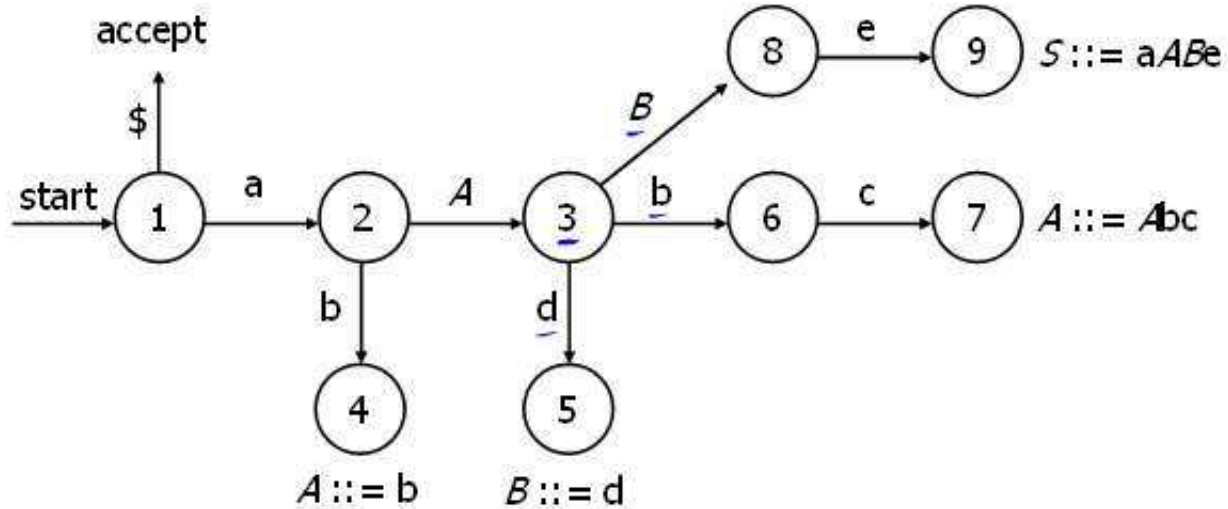 accept
$
start
1
a
2
A
3
B
8
e
9
S ::= aABe
b
6
c
7
A ::= Abc
b
4
A ::= b
d
5
B ::= d